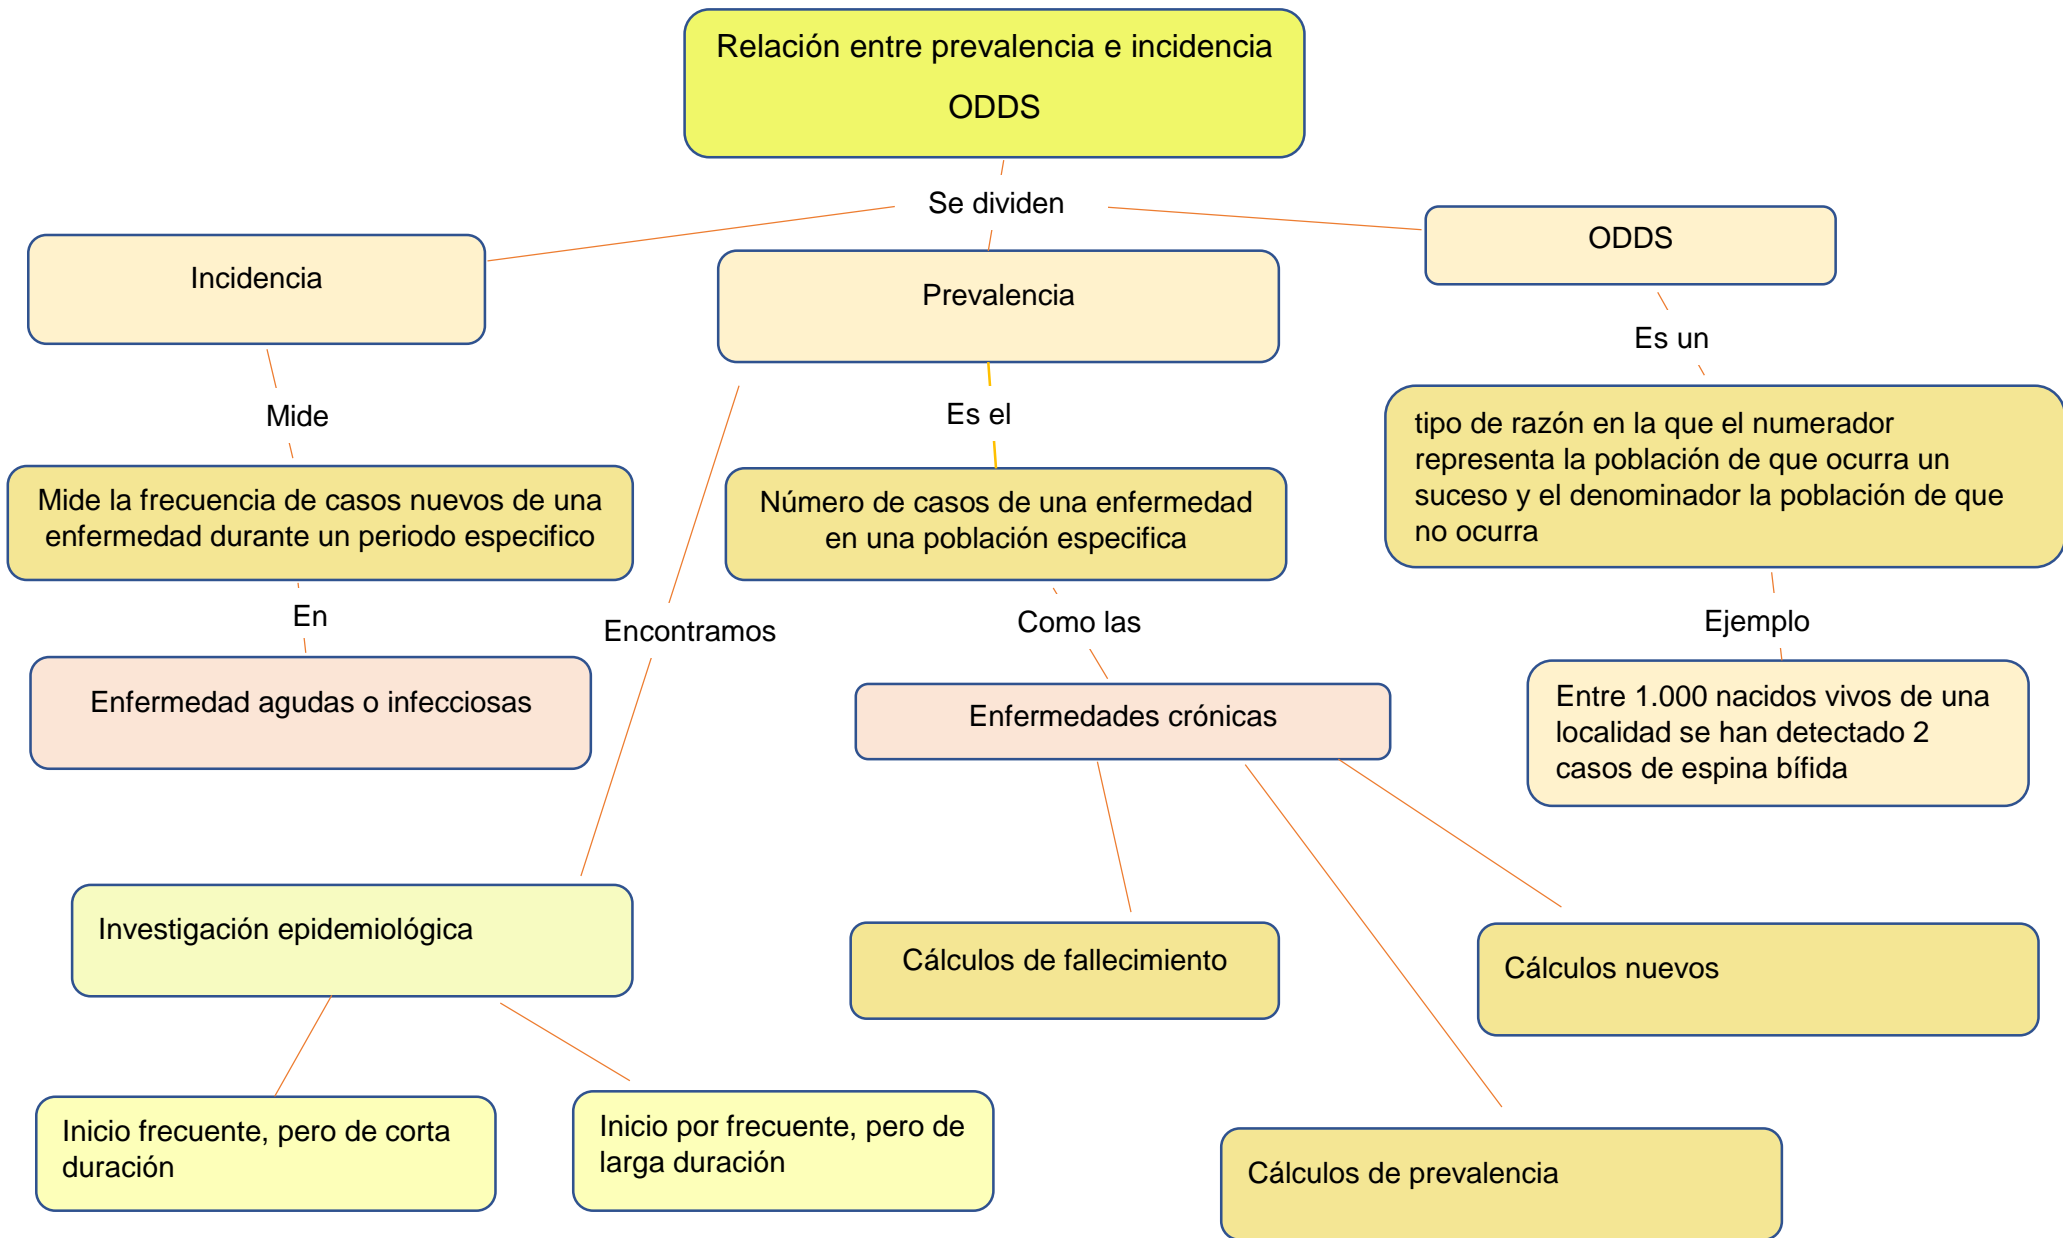 Relación entre prevalencia e incidencia
ODDS
Se dividen
Incidencia
Prevalencia
ODDS
Mide
Es el
Es un
Mide la frecuencia de casos nuevos de una
enfermedad durante un periodo especifico
Número de casos de una enfermedad
en una población especifica
tipo de razón en la que el numerador
representa la población de que ocurra un
suceso y el denominador la población de que
no ocurra
En
Encontramos
Como las
Ejemplo
Enfermedad agudas o infecciosas
Enfermedades crónicas
Entre 1.000 nacidos vivos de una
localidad se han detectado 2
casos de espina bífida
Investigación epidemiológica
Cálculos de fallecimiento
Cálculos nuevos
Inicio frecuente, pero de corta
duración
Inicio por frecuente, pero de
larga duración
Cálculos de prevalencia